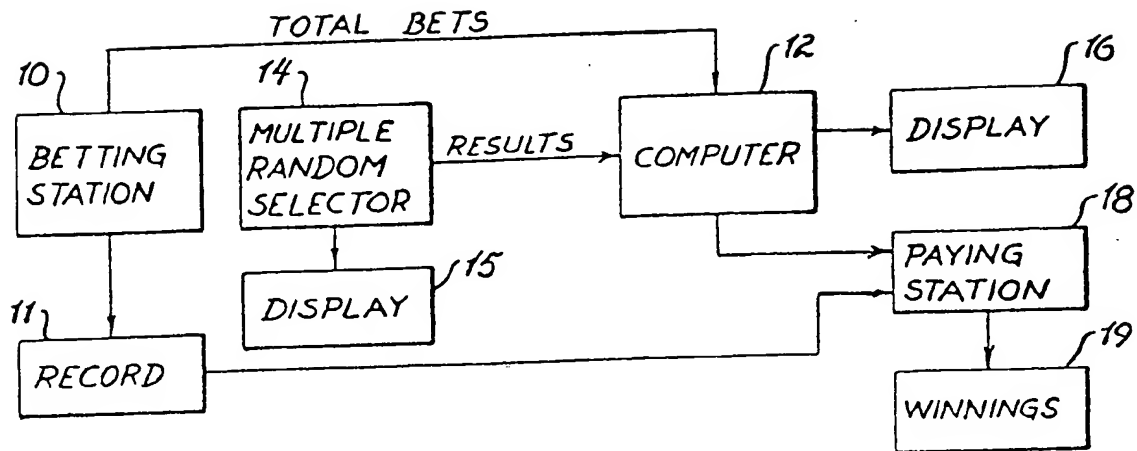 TOTAL BETS
10
14
12
16
BETTING
STATION
MULTIPLE
RANDOM
SELECTOR
RESULTS
COMPUTER
DISPLAY
18
15
PAYING
STATION
DISPLAY
11
RECORD
19
WINNINGS